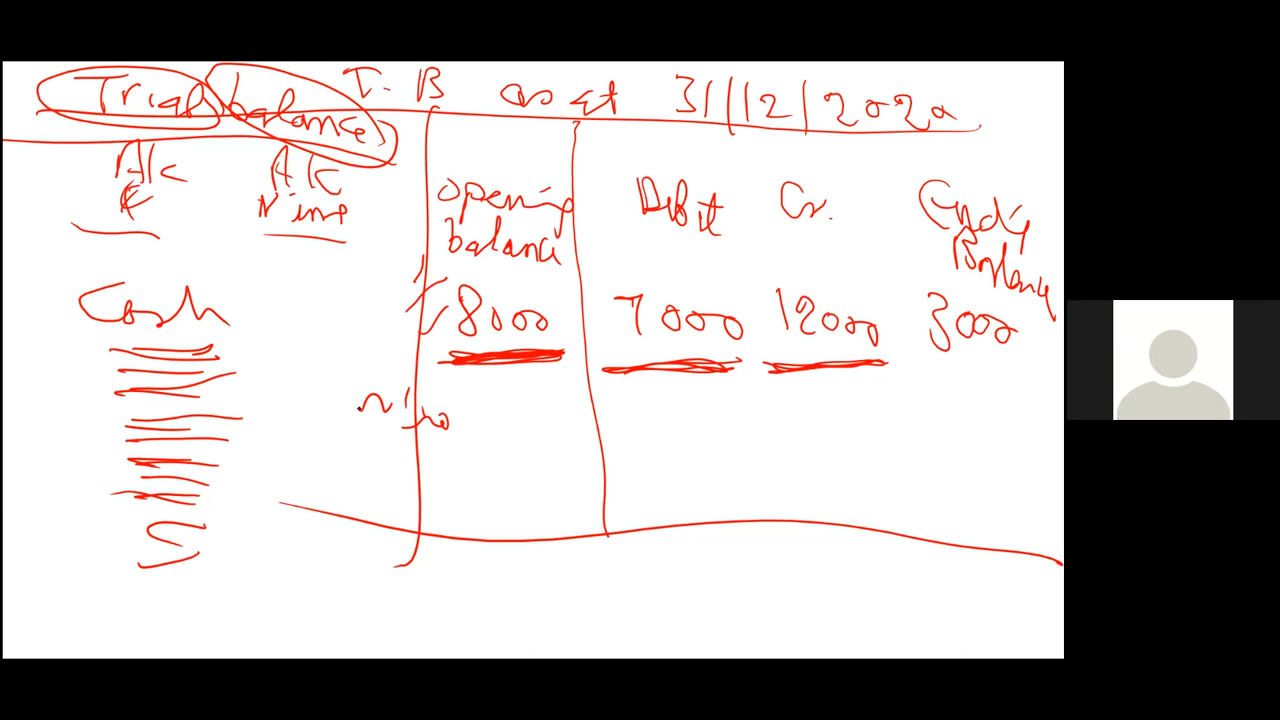 Trial balance T.B as at 31/12/2020
A/c A/c
# Name
Opening balance Debit Cr. Ending Balance
Cash 8000 7000 12000 3000